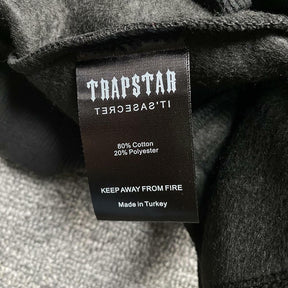 TRAPSTAR
IT'SASECRET
80% Cotton
20% Polyester
KEEP AWAY FROM FIRE
Made in Turkey